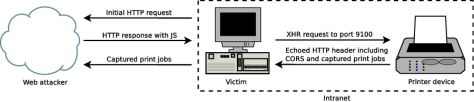 Initial HTTP request
HTTP response with JS
Captured print jobs
XHR request to port 9100
Echoed HTTP header including
CORS and captured print jobs
Web attacker
Victim
Printer device
Intranet